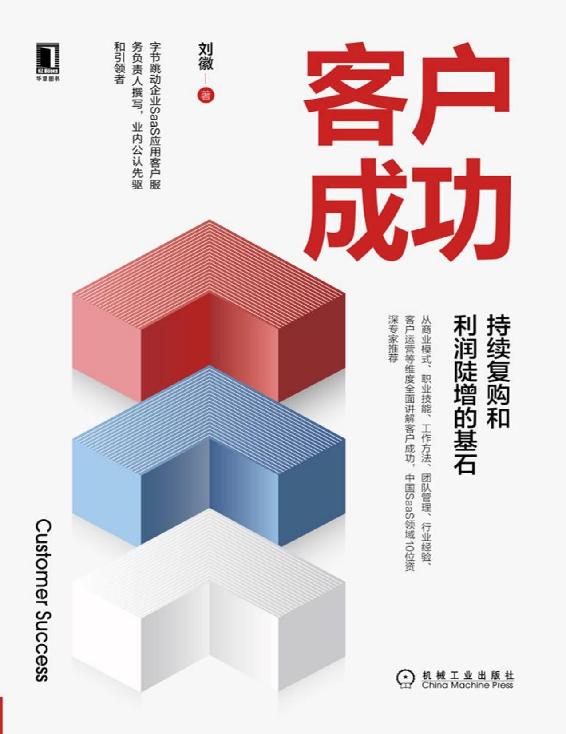 客户
成功
持续复购和
利润陡增的基石
从商业模式、职业技能、工作方法、团队管理、行业经验、
客户运营等维度全面讲解客户成功，中国SaaS领域10位资
深专家推荐
刘徽
著
字节跳动企业SaaS应用客户服
务负责人撰写，业内公认先驱
和引领者
华章图书
Customer Success
机械工业出版社
China Machine Press